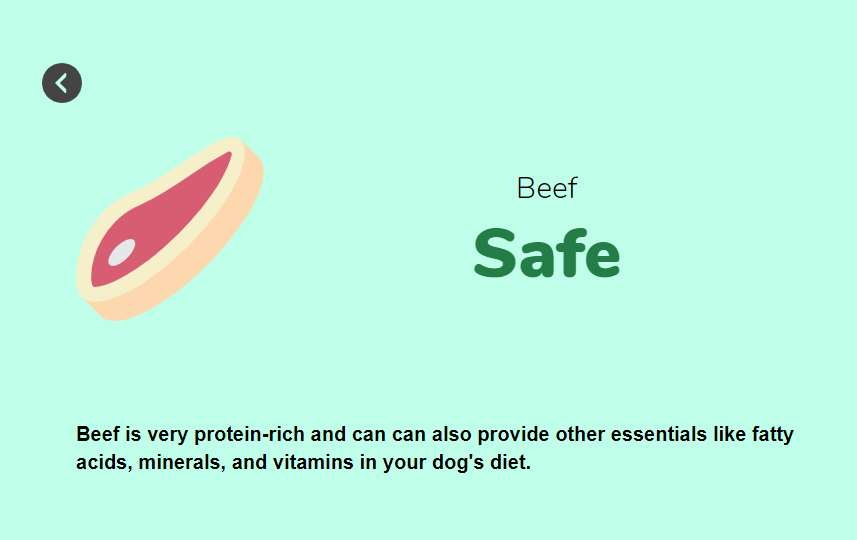 Beef
Safe
Beef is very protein-rich and can can also provide other essentials like fatty
acids, minerals, and vitamins in your dog's diet.